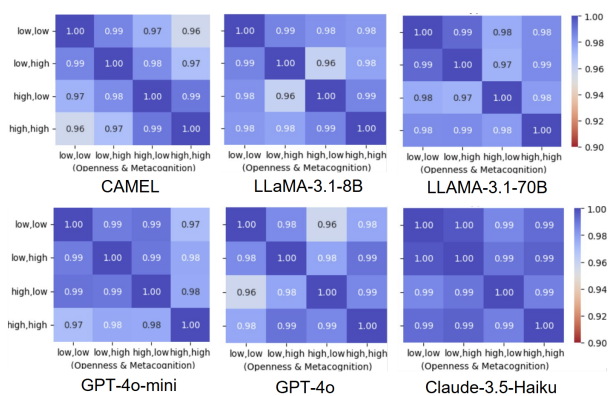 low,low 1.00 0.99 0.97 0.96 1.00 0.99 0.98 0.98 1.00 0.99 0.98 0.98 1.00
low,high 0.99 1.00 0.98 0.97 0.99 1.00 0.96 0.98 0.99 1.00 0.97 0.99 0.98
0.96
high,low 0.97 0.98 1.00 0.99 0.98 0.96 1.00 0.99 0.98 0.97 1.00 0.98 0.94
0.92
high,high 0.96 0.97 0.99 1.00 0.98 0.98 0.99 1.00 0.98 0.99 0.98 1.00 0.90
low,low low,high high,low high,high low,low low,high high,low high,high low,low low,high high,low high,high
(Openness & Metacognition) (Openness & Metacognition) (Openness & Metacognition)
CAMEL LLaMA-3.1-8B LLAMA-3.1-70B
low,low 1.00 0.99 0.99 0.97 1.00 0.98 0.96 0.98 1.00 1.00 0.99 0.99 1.00
low,high 0.99 1.00 0.99 0.98 0.98 1.00 0.98 0.99 1.00 1.00 0.99 0.99 0.98
0.96
high,low 0.99 0.99 1.00 0.98 0.96 0.98 1.00 0.99 0.99 0.99 1.00 0.99 0.94
0.92
high,high 0.97 0.98 0.98 1.00 0.98 0.99 0.99 1.00 0.99 0.99 0.99 1.00 0.90
low,low low,high high,low high,high low,low low,high high,low high,high low,low low,high high,low high,high
(Openness & Metacognition) (Openness & Metacognition) (Openness & Metacognition)
GPT-4o-mini GPT-4o Claude-3.5-Haiku